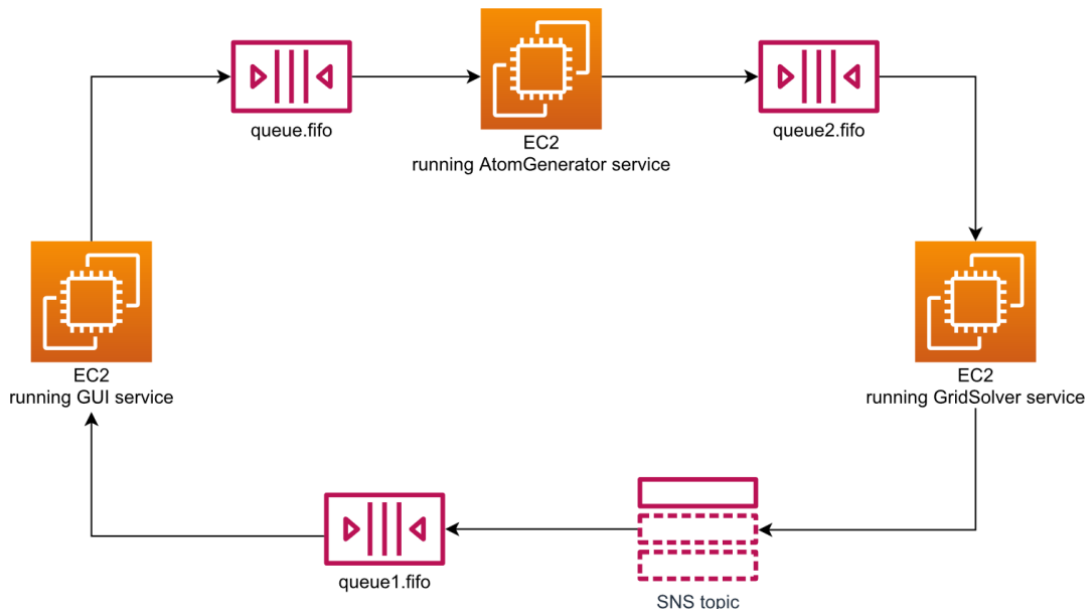 queue.fifo
queue2.fifo
EC2
running AtomGenerator service
EC2
running GUI service
EC2
running GridSolver service
queue1.fifo
SNS topic